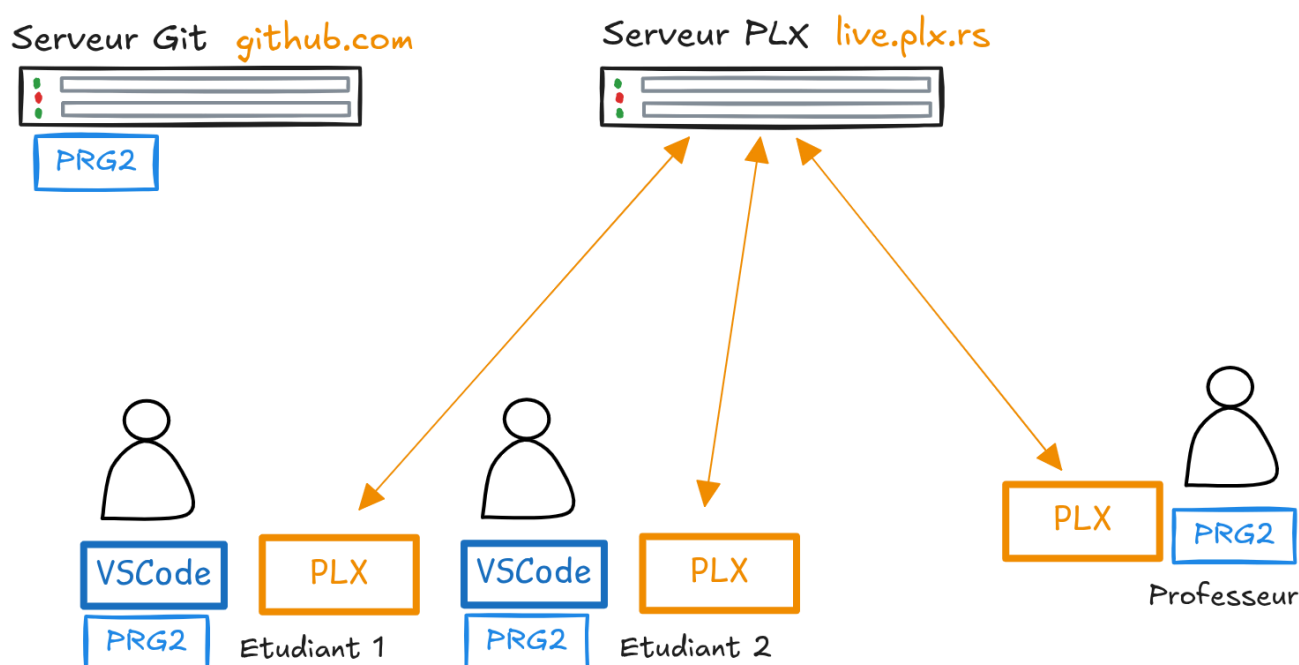 Serveur Git github.com
Serveur PLX live.plx.rs
PRG2
VSCode
PLX
PRG2
Etudiant 1
VSCode
PLX
PRG2
Etudiant 2
PLX
PRG2
Professeur